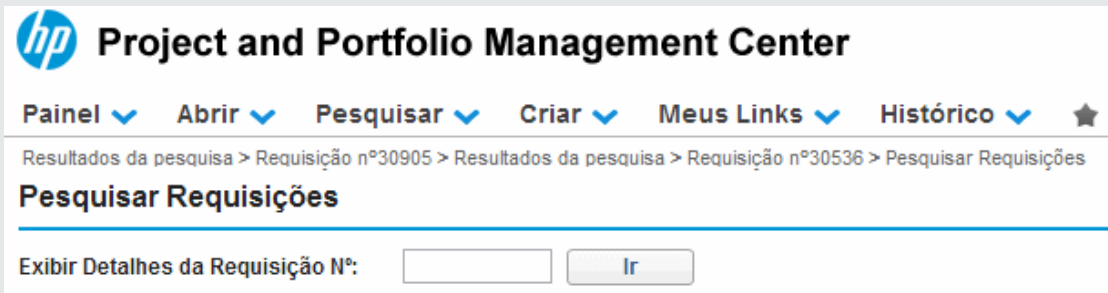 hp Project and Portfolio Management Center
Painel Abrir Pesquisar Criar Meus Links Histórico
Resultados da pesquisa > Requisição nº30905 > Resultados da pesquisa > Requisição nº30536 > Pesquisar Requisições
Pesquisar Requisições
Exibir Detalhes da Requisição Nº: Ir